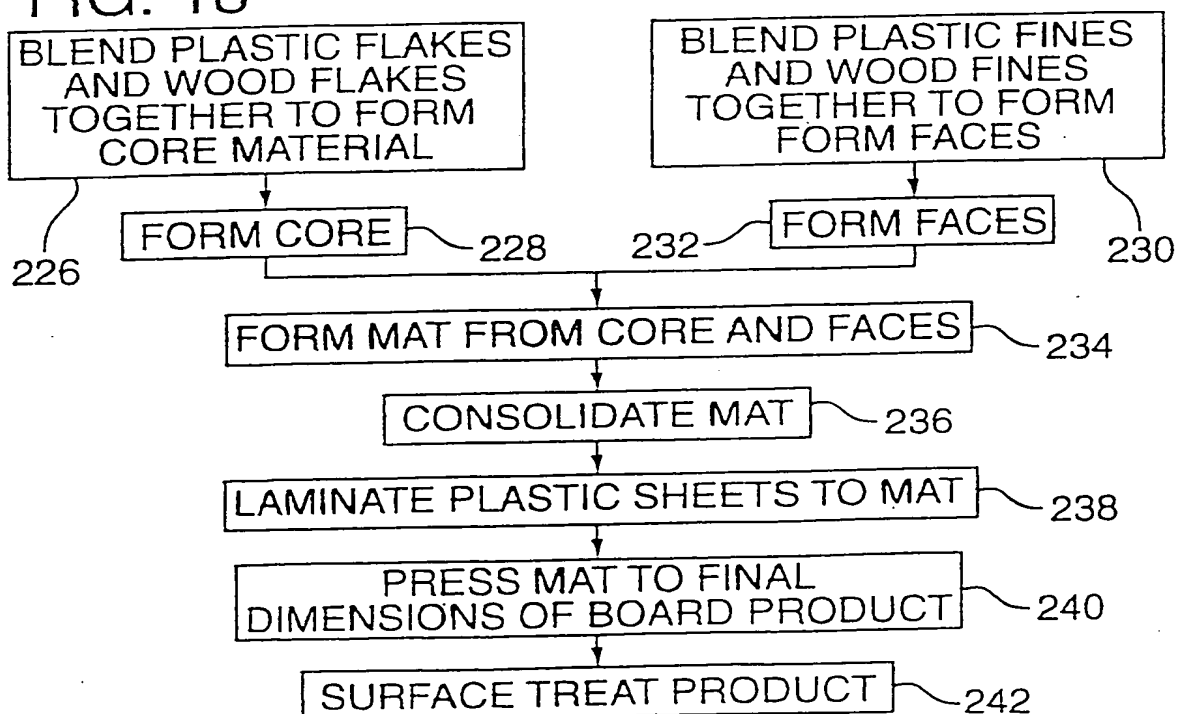 BLEND PLASTIC FLAKES
AND WOOD FLAKES
TOGETHER TO FORM
CORE MATERIAL
226
FORM CORE
228
BLEND PLASTIC FINES
AND WOOD FINES
TOGETHER TO FORM
FORM FACES
230
232
FORM FACES
FORM MAT FROM CORE AND FACES
234
CONSOLIDATE MAT
236
LAMINATE PLASTIC SHEETS TO MAT
238
PRESS MAT TO FINAL
DIMENSIONS OF BOARD PRODUCT
240
SURFACE TREAT PRODUCT
242